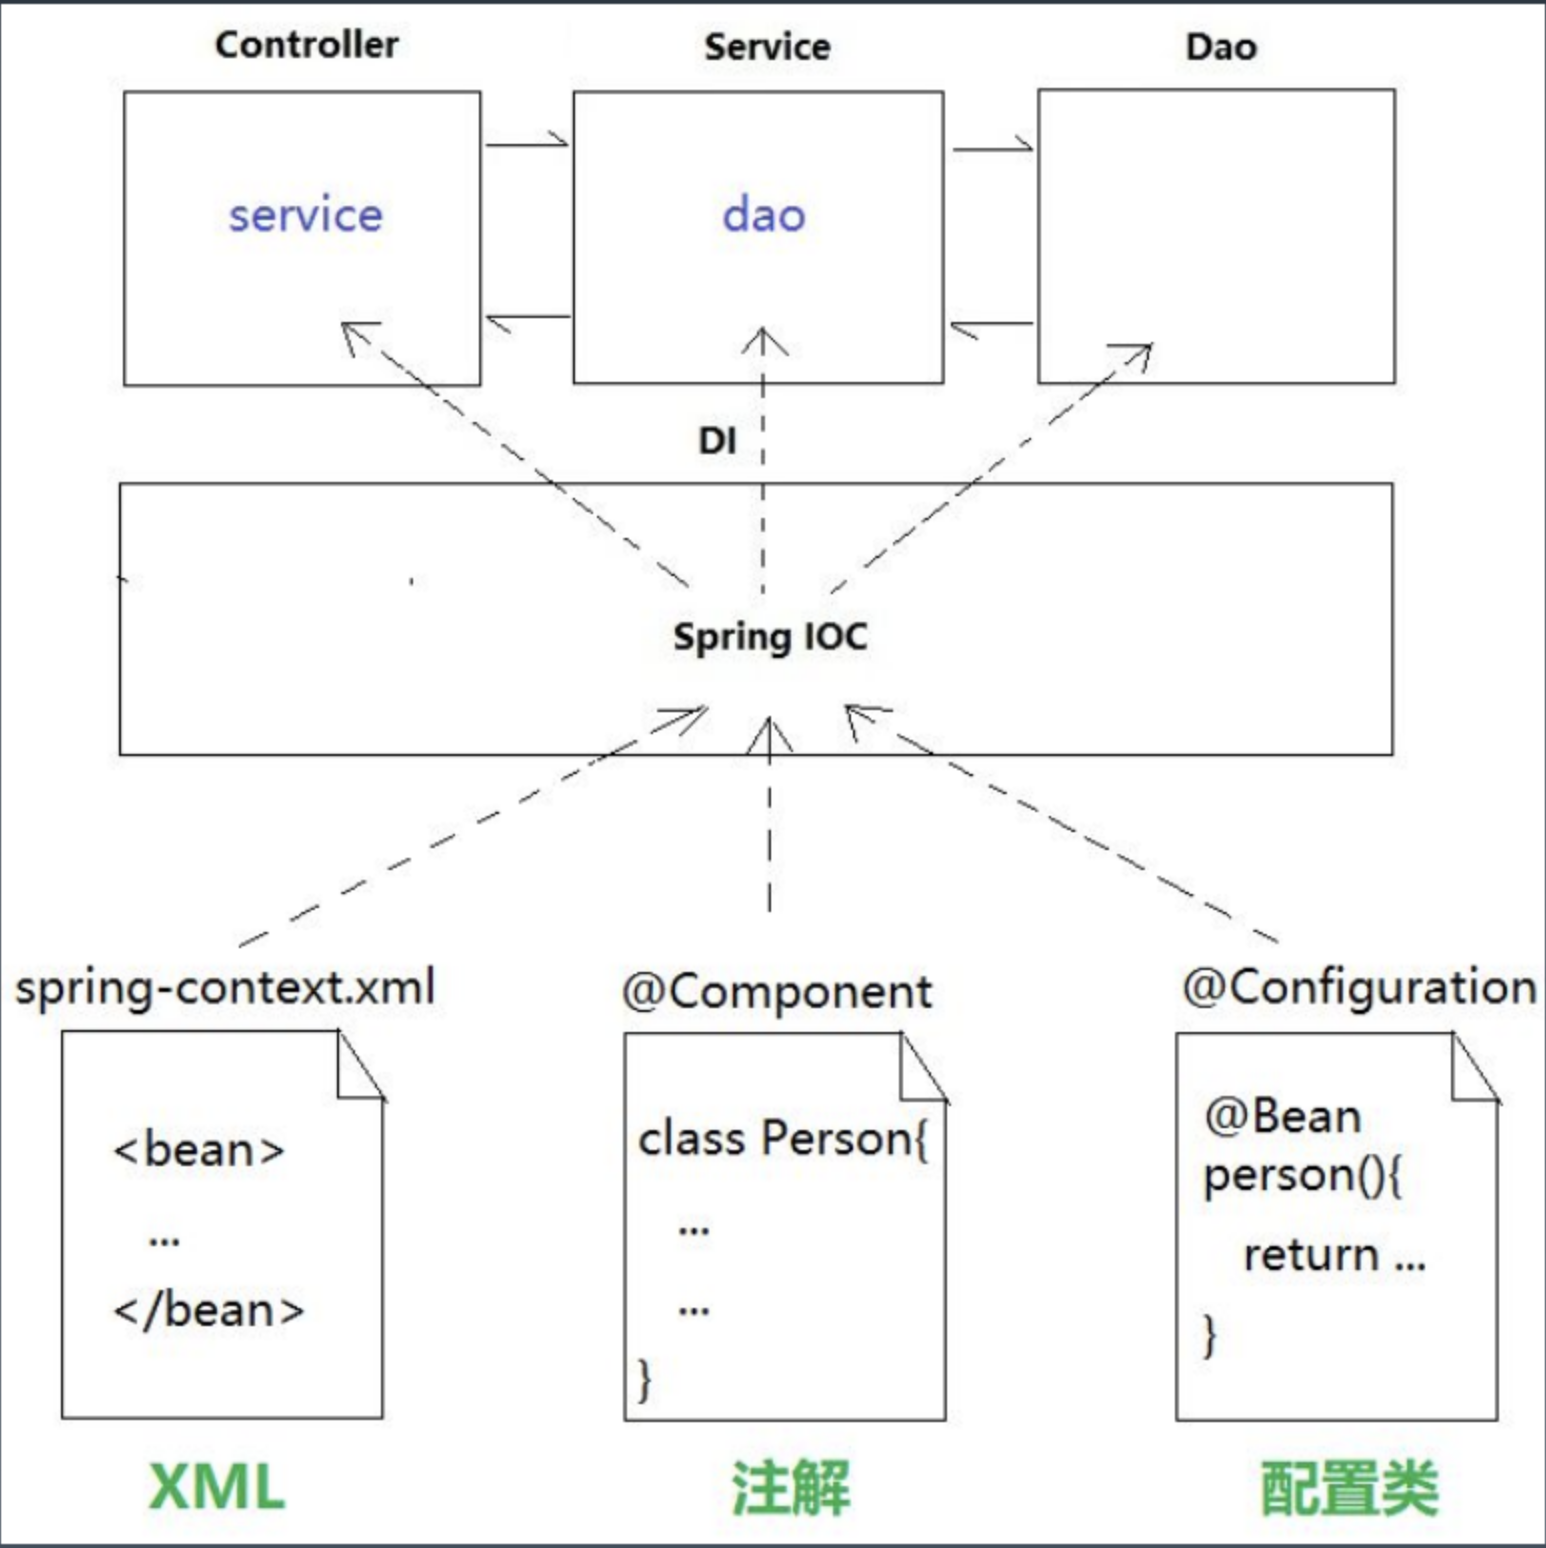 Controller
Service
Dao
service
dao
DI
Spring IOC
spring-context.xml
@Component
@Configuration
<bean>
...
</bean>
class Person{
...
...
}
@Bean
person(){
return ...
}
XML
注解
配置类